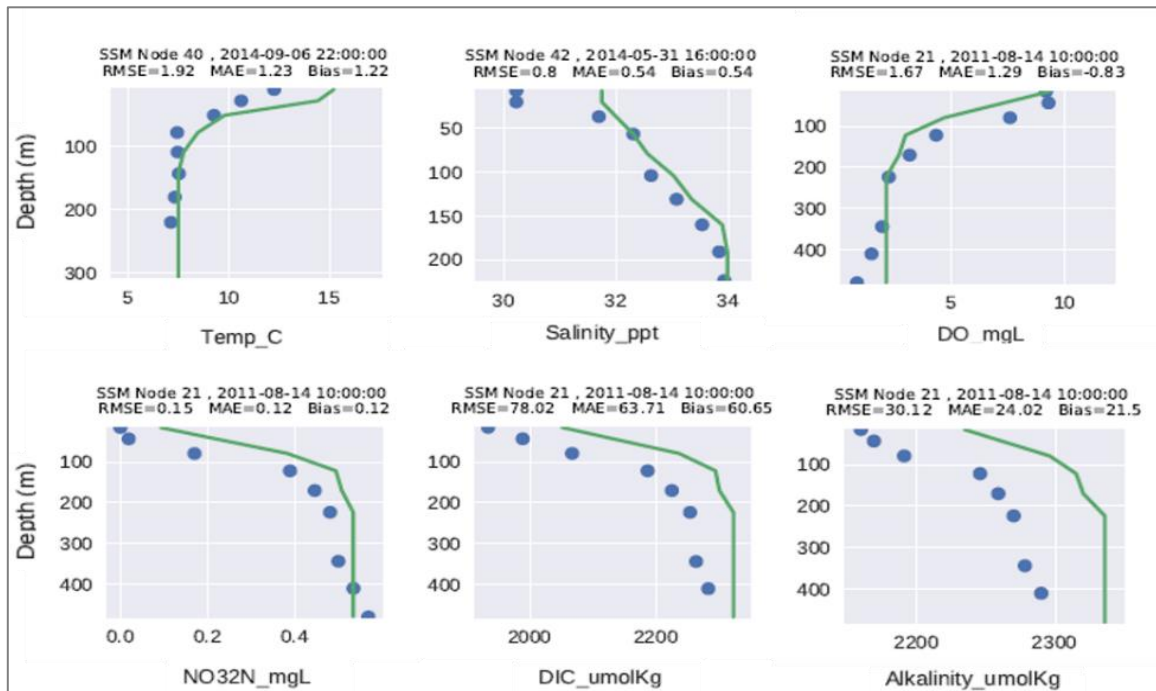 SSM Node 40 , 2014-09-06 22:00:00
RMSE=1.92 MAE=1.23 Bias=1.22
Depth (m)
100
200
300
5 10 15
Temp_C
SSM Node 42 , 2014-05-31 16:00:00
RMSE=0.8 MAE=0.54 Bias=0.54
50
100
150
200
30 32 34
Salinity_ppt
SSM Node 21 , 2011-08-14 10:00:00
RMSE=1.67 MAE=1.29 Bias=-0.83
100
200
300
400
5 10
DO_mgL
SSM Node 21 , 2011-08-14 10:00:00
RMSE=0.15 MAE=0.12 Bias=0.12
Depth (m)
100
200
300
400
0.0 0.2 0.4
NO32N_mgL
SSM Node 21 , 2011-08-14 10:00:00
RMSE=78.02 MAE=63.71 Bias=60.65
100
200
300
400
2000 2200
DIC_umolKg
SSM Node 21 , 2011-08-14 10:00:00
RMSE=30.12 MAE=24.02 Bias=21.5
100
200
300
400
2200 2300
Alkalinity_umolKg